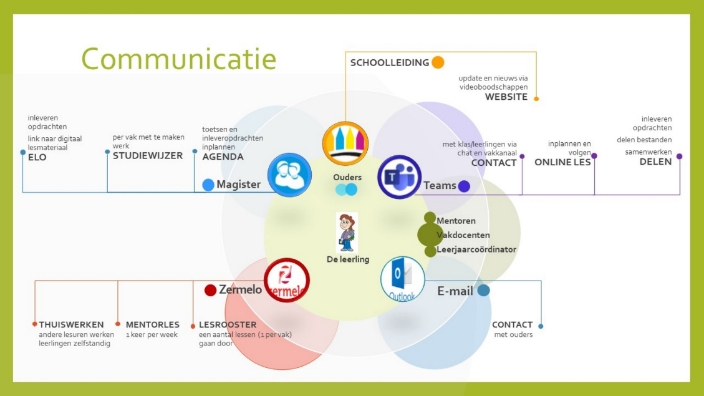 Communicatie
SCHOOLLEIDING
update en nieuws via
videoboodschappen
WEBSITE
inleveren
opdrachten
link naar digitaal
lesmateriaal
ELO
per vak met te maken
werk
STUDIEWIJZER
toetsen en
inleveropdrachten
inplannen
AGENDA
Magister
Ouders
met klas/leerlingen via
chat en vakkanaal
CONTACT
inplannen en
volgen
ONLINE LES
inleveren
opdrachten
delen bestanden
samenwerken
DELEN
Teams
Mentoren
Vakdocenten
Leerjaarcoördinator
De leerling
Zermelo
zermelo
Outlook
E-mail
THUISWERKEN
andere lesuren werken
leerlingen zelfstandig
MENTORLES
1 keer per week
LESROOSTER
een aantal lessen (1 per vak)
gaan door
CONTACT
met ouders